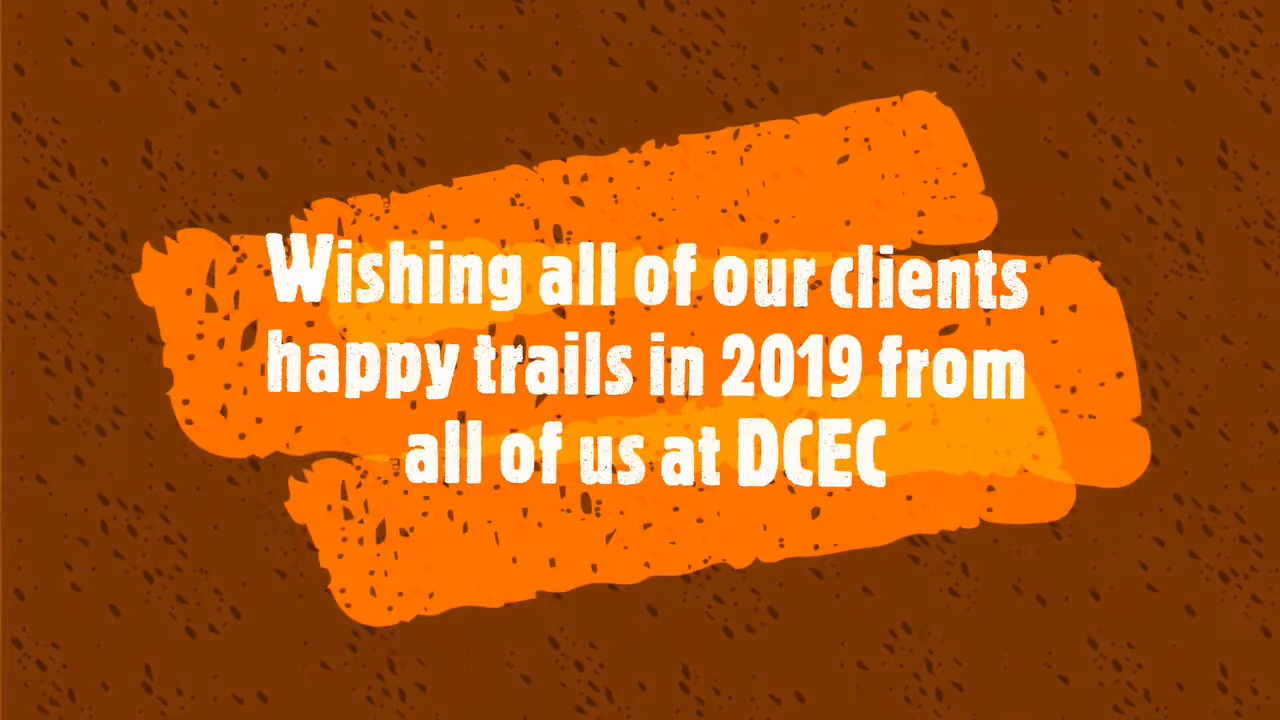 Wishing all of our clients
happy trails in 2019 from
all of us at DCEC